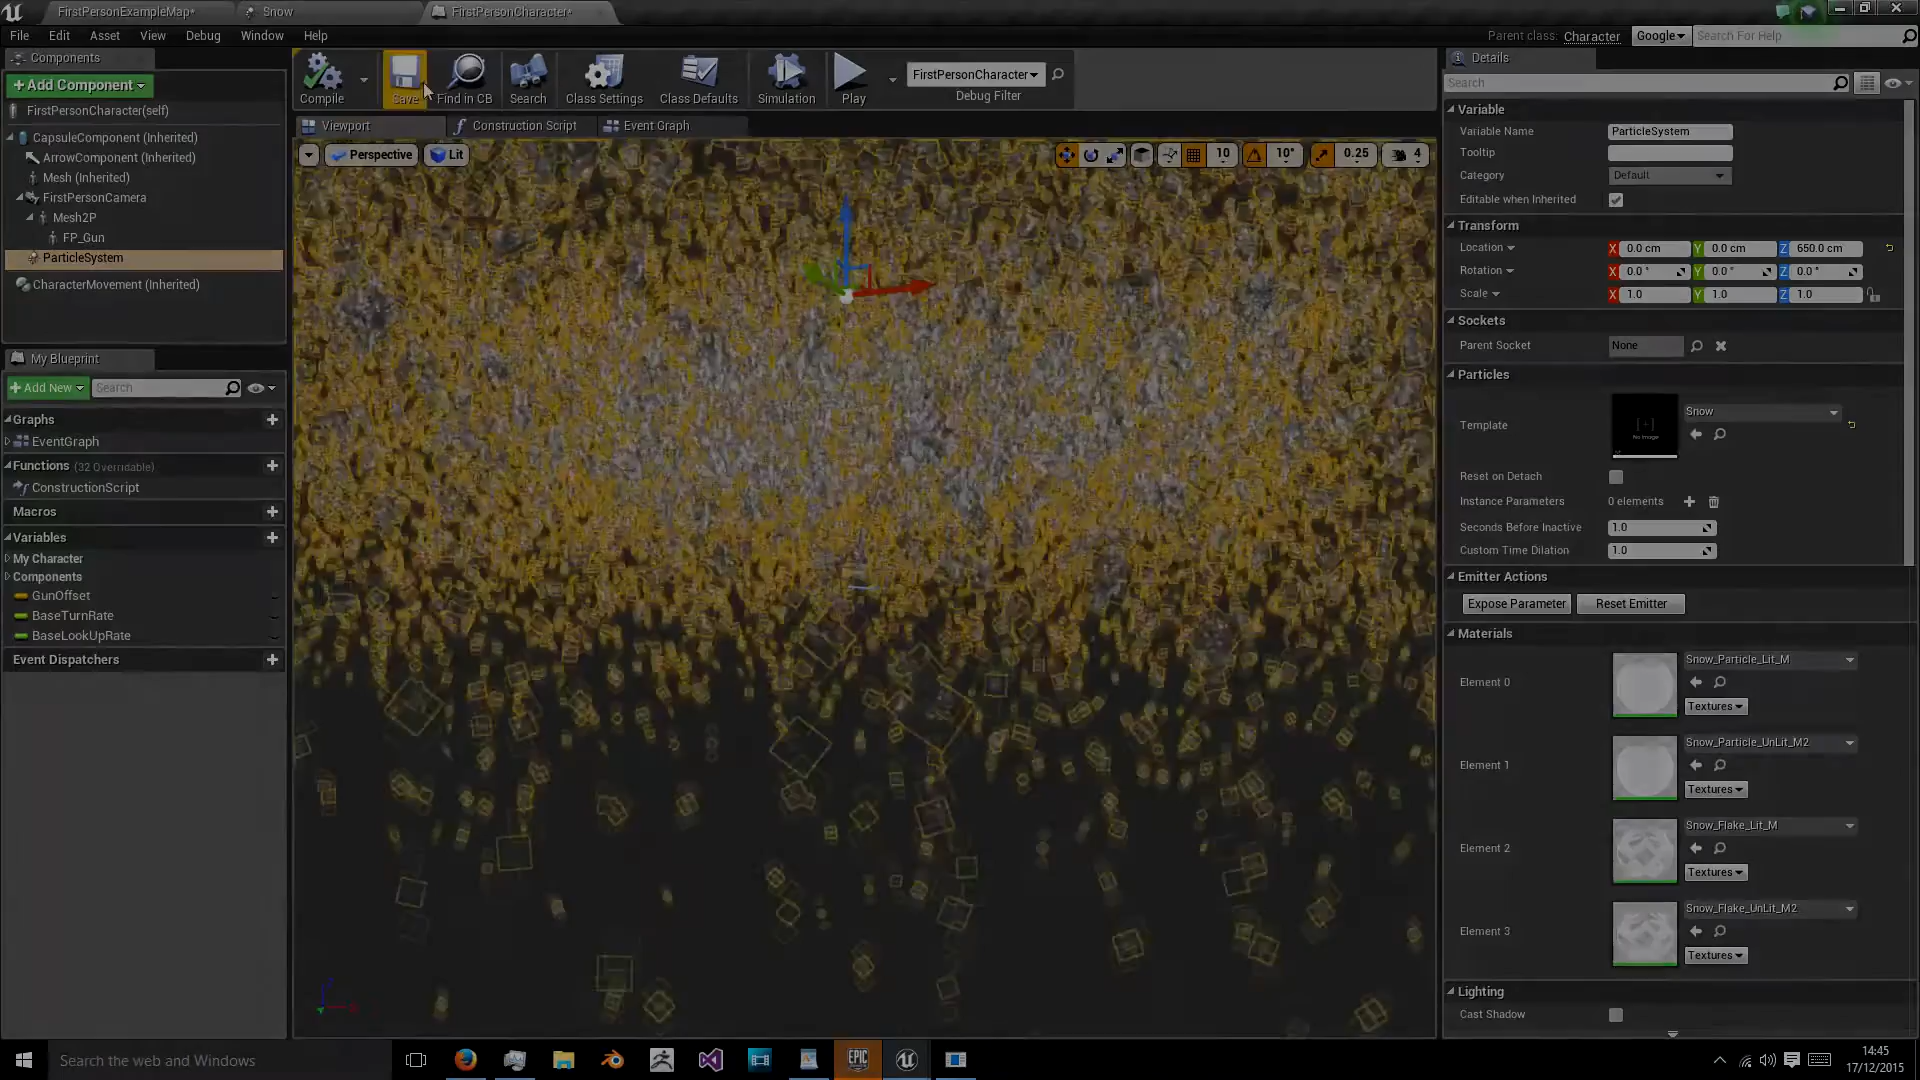 FirstPersonExampleMap*
Snow
FirstPersonCharacter*
File Edit Asset View Debug Window Help
Parent class: Character Google Search For Help
Components
+Add Component
FirstPersonCharacter(self)
CapsuleComponent (Inherited)
ArrowComponent (Inherited)
Mesh (Inherited)
FirstPersonCamera
Mesh2P
FP_Gun
ParticleSystem
CharacterMovement (Inherited)
My Blueprint
+Add New Search
Graphs
EventGraph
Functions (32 Overridable)
ConstructionScript
Macros
Variables
My Character
Components
GunOffset
BaseTurnRate
BaseLookUpRate
Event Dispatchers
Compile Save Find in CB Search Class Settings Class Defaults Simulation Play
FirstPersonCharacter
Debug Filter
Viewport Construction Script Event Graph
Perspective Lit 10 10° 0.25 4
Details
Search
Variable
Variable Name ParticleSystem
Tooltip
Category Default
Editable when Inherited
Transform
Location X 0.0 cm Y 0.0 cm Z 650.0 cm
Rotation X 0.0 ° Y 0.0 ° Z 0.0 °
Scale X 1.0 Y 1.0 Z 1.0
Sockets
Parent Socket None
Particles
Template No Image Snow
Reset on Detach
Instance Parameters 0 elements
Seconds Before Inactive 1.0
Custom Time Dilation 1.0
Emitter Actions
Expose Parameter Reset Emitter
Materials
Element 0 Snow_Particle_Lit_M
Textures
Element 1 Snow_Particle_UnLit_M2
Textures
Element 2 Snow_Flake_Lit_M
Textures
Element 3 Snow_Flake_UnLit_M2
Textures
Lighting
Cast Shadow
Search the web and Windows
EPIC
14:45
17/12/2015